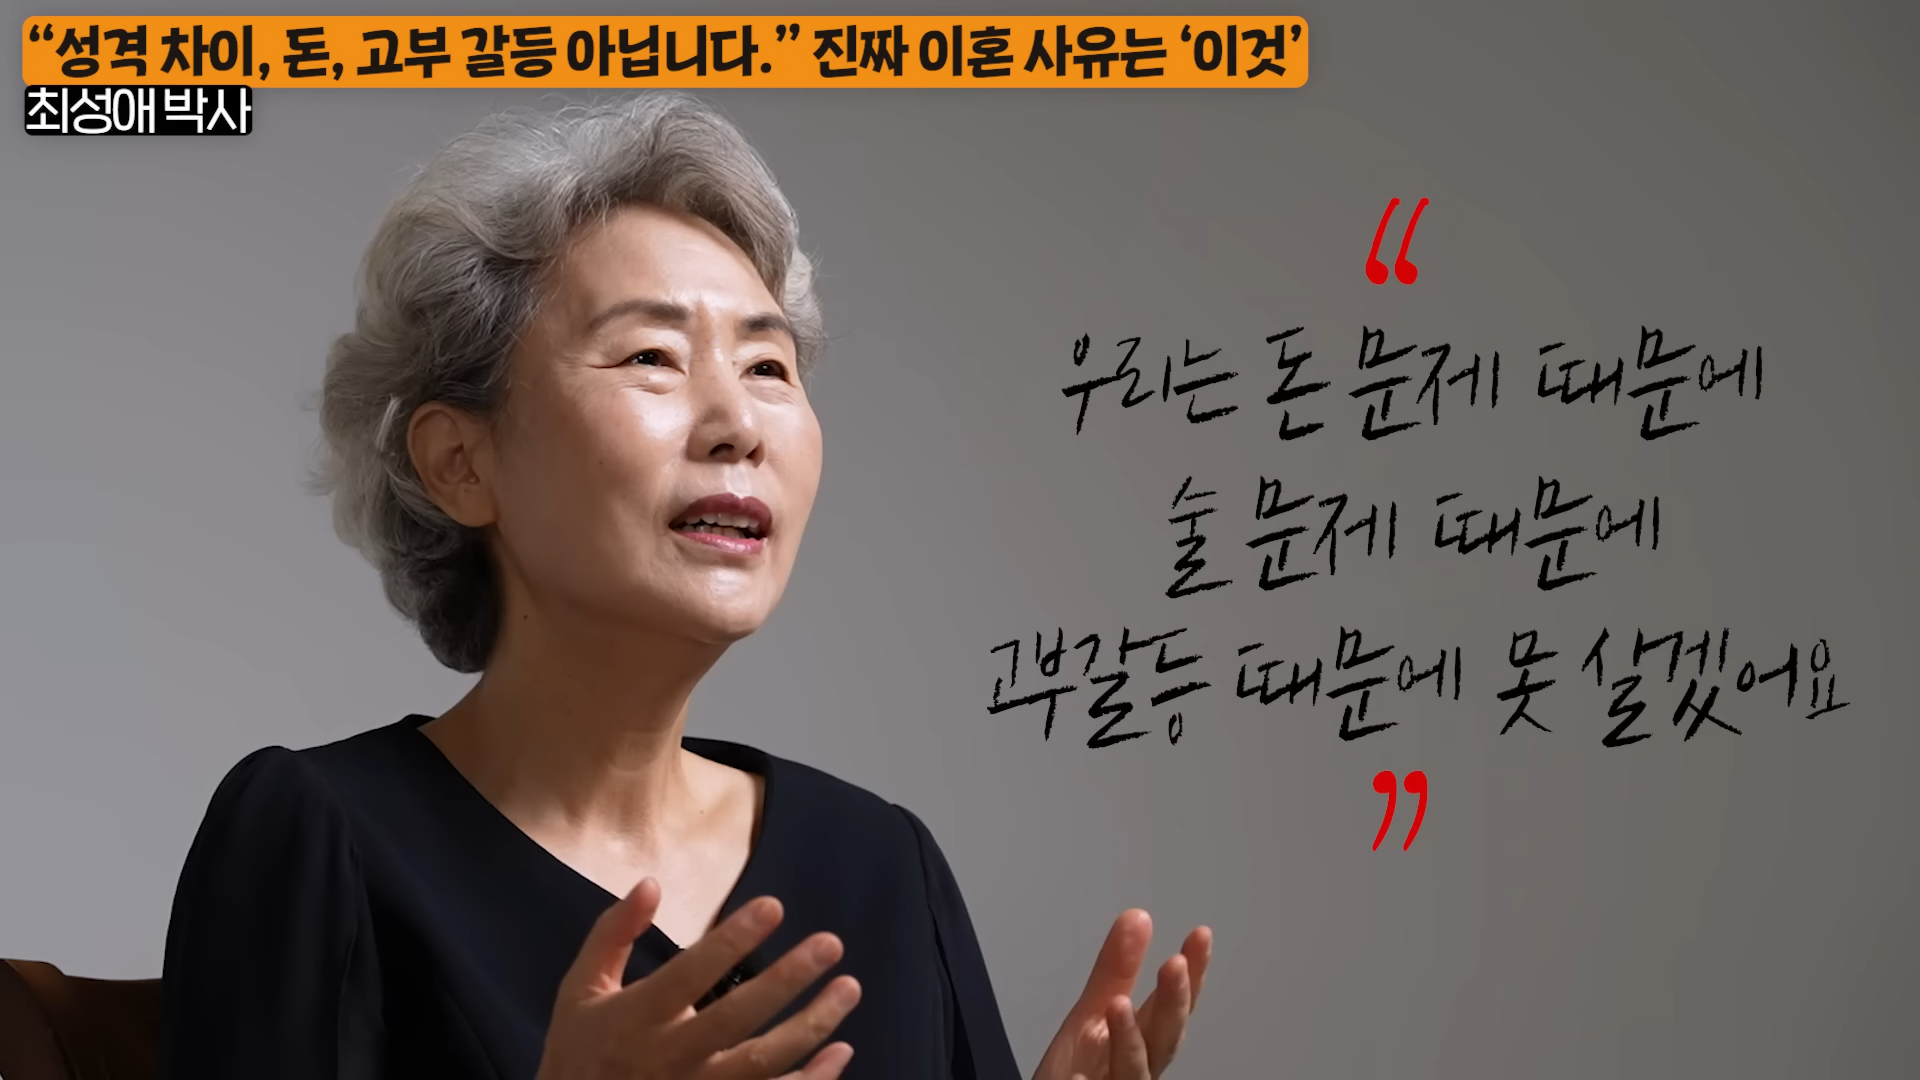 “성격 차이, 돈, 고부 갈등 아닙니다.” 진짜 이혼 사유는 ‘이것’
최성애 박사
“
우리는 돈 문제 때문에
술 문제 때문에
고부갈등 때문에 못 살겠어요
”